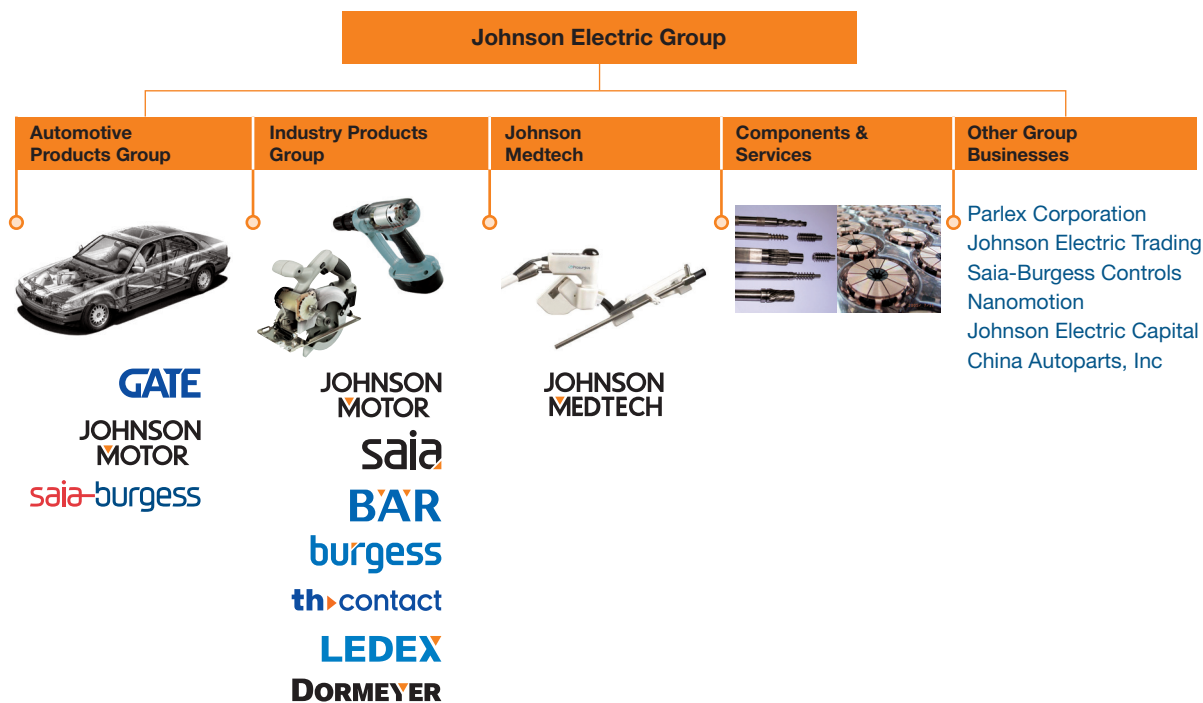 Johnson Electric Group
Automotive
Products Group
Industry Products
Group
Johnson
Medtech
Components &
Services
Other Group
Businesses
Parlex Corporation
Johnson Electric Trading
Saia-Burgess Controls
Nanomotion
Johnson Electric Capital
China Autoparts, Inc
GATE
JOHNSON
MOTOR
saia-burgess
JOHNSON
MOTOR
saia
BÄR
burgess
th contact
LEDEX
DORMEYER
JOHNSON
MEDTECH